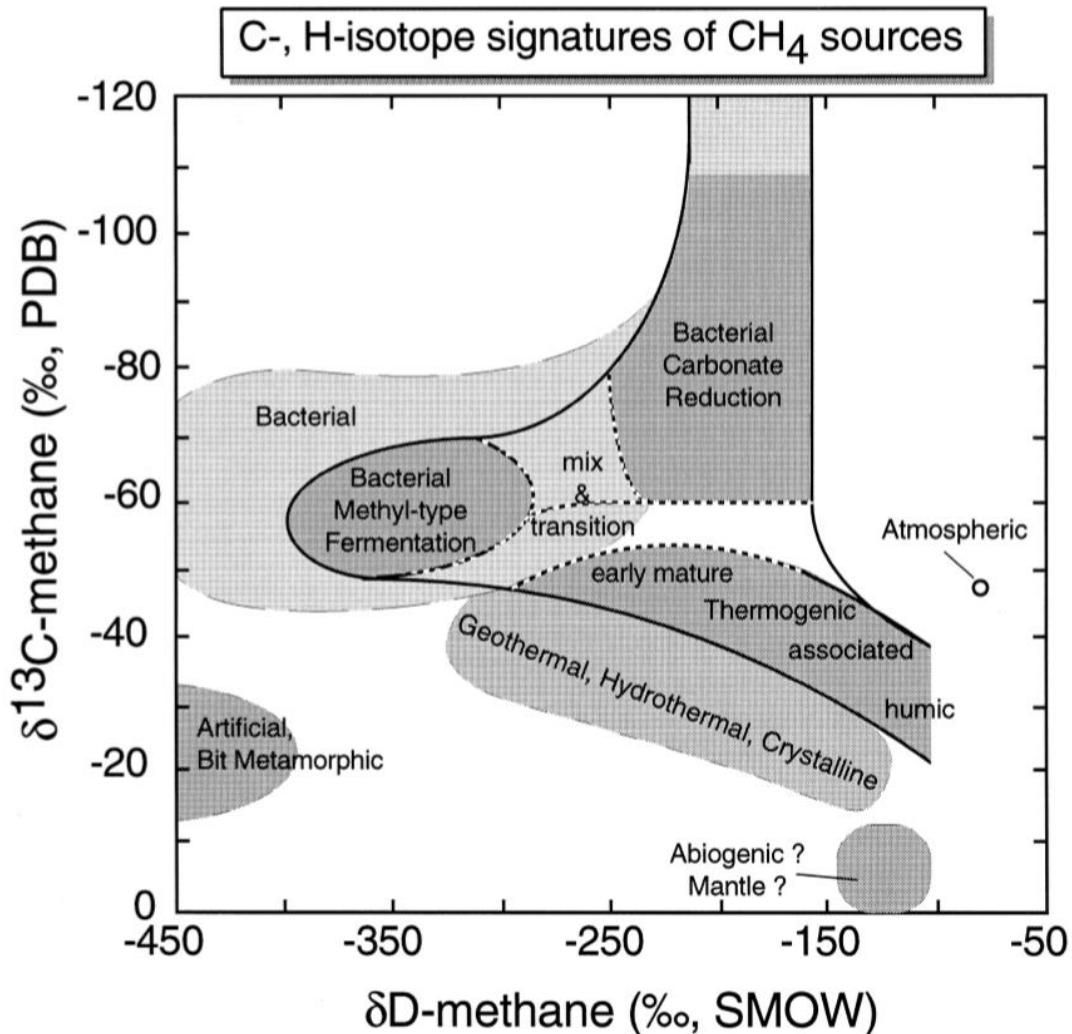 C-, H-isotope signatures of CH4 sources
δ13C-methane (‰, PDB)
-120
-100
-80
-60
-40
-20
0
Bacterial
Carbonate
Reduction
Bacterial
Bacterial
Methyl-type
Fermentation
mix
&
transition
Atmospheric
early mature
Thermogenic
associated
humic
Geothermal, Hydrothermal, Crystalline
Artificial,
Bit Metamorphic
Abiogenic ?
Mantle ?
-450
-350
-250
-150
-50
δD-methane (‰, SMOW)